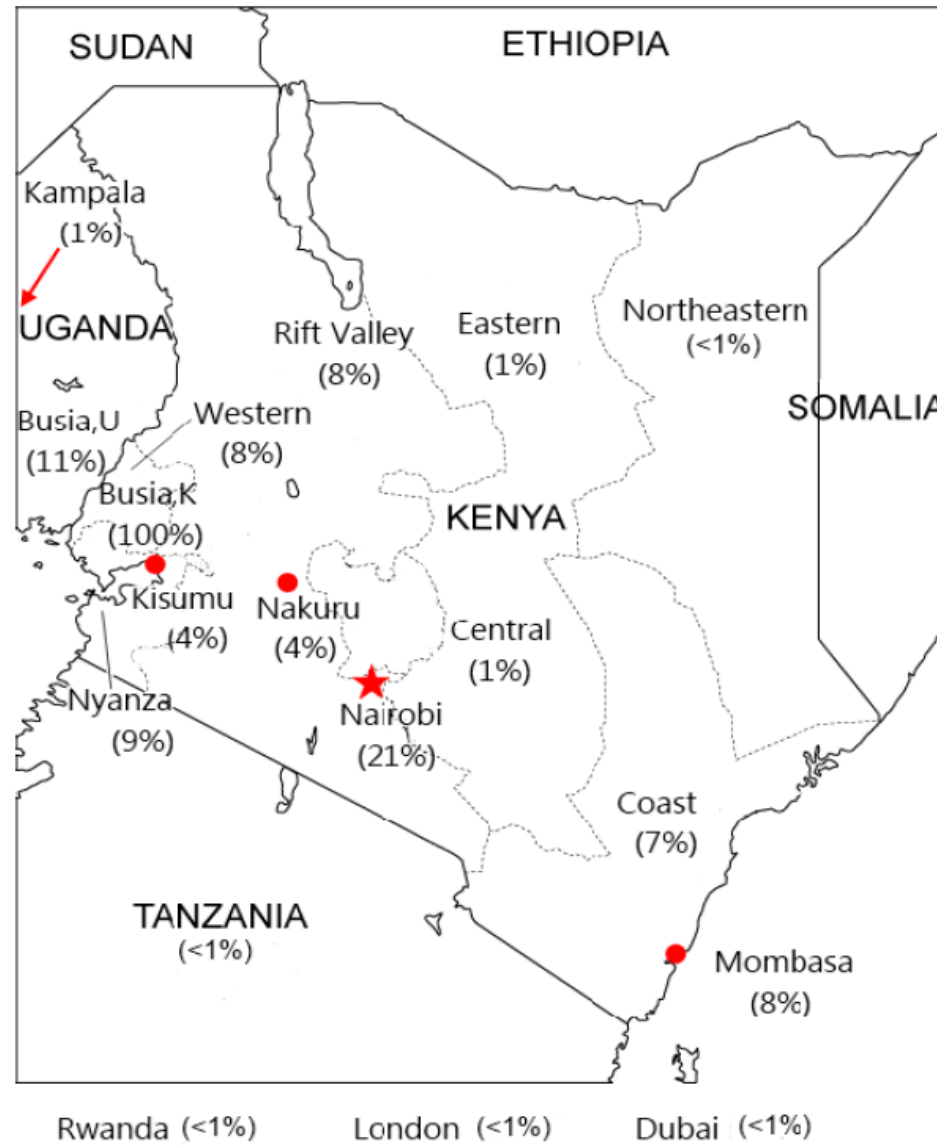 SUDAN
ETHIOPIA
Kampala
(1%)
UGANDA
Rift Valley
(8%)
Eastern
(1%)
Northeastern
(<1%)
SOMALIA
Busia,U
(11%)
Western
(8%)
Busia,K
(100%)
KENYA
Kisumu
(4%)
Nakuru
(4%)
Central
(1%)
Nyanza
(9%)
Nairobi
(21%)
Coast
(7%)
TANZANIA
(<1%)
Mombasa
(8%)
Rwanda (<1%) London (<1%) Dubai (<1%)